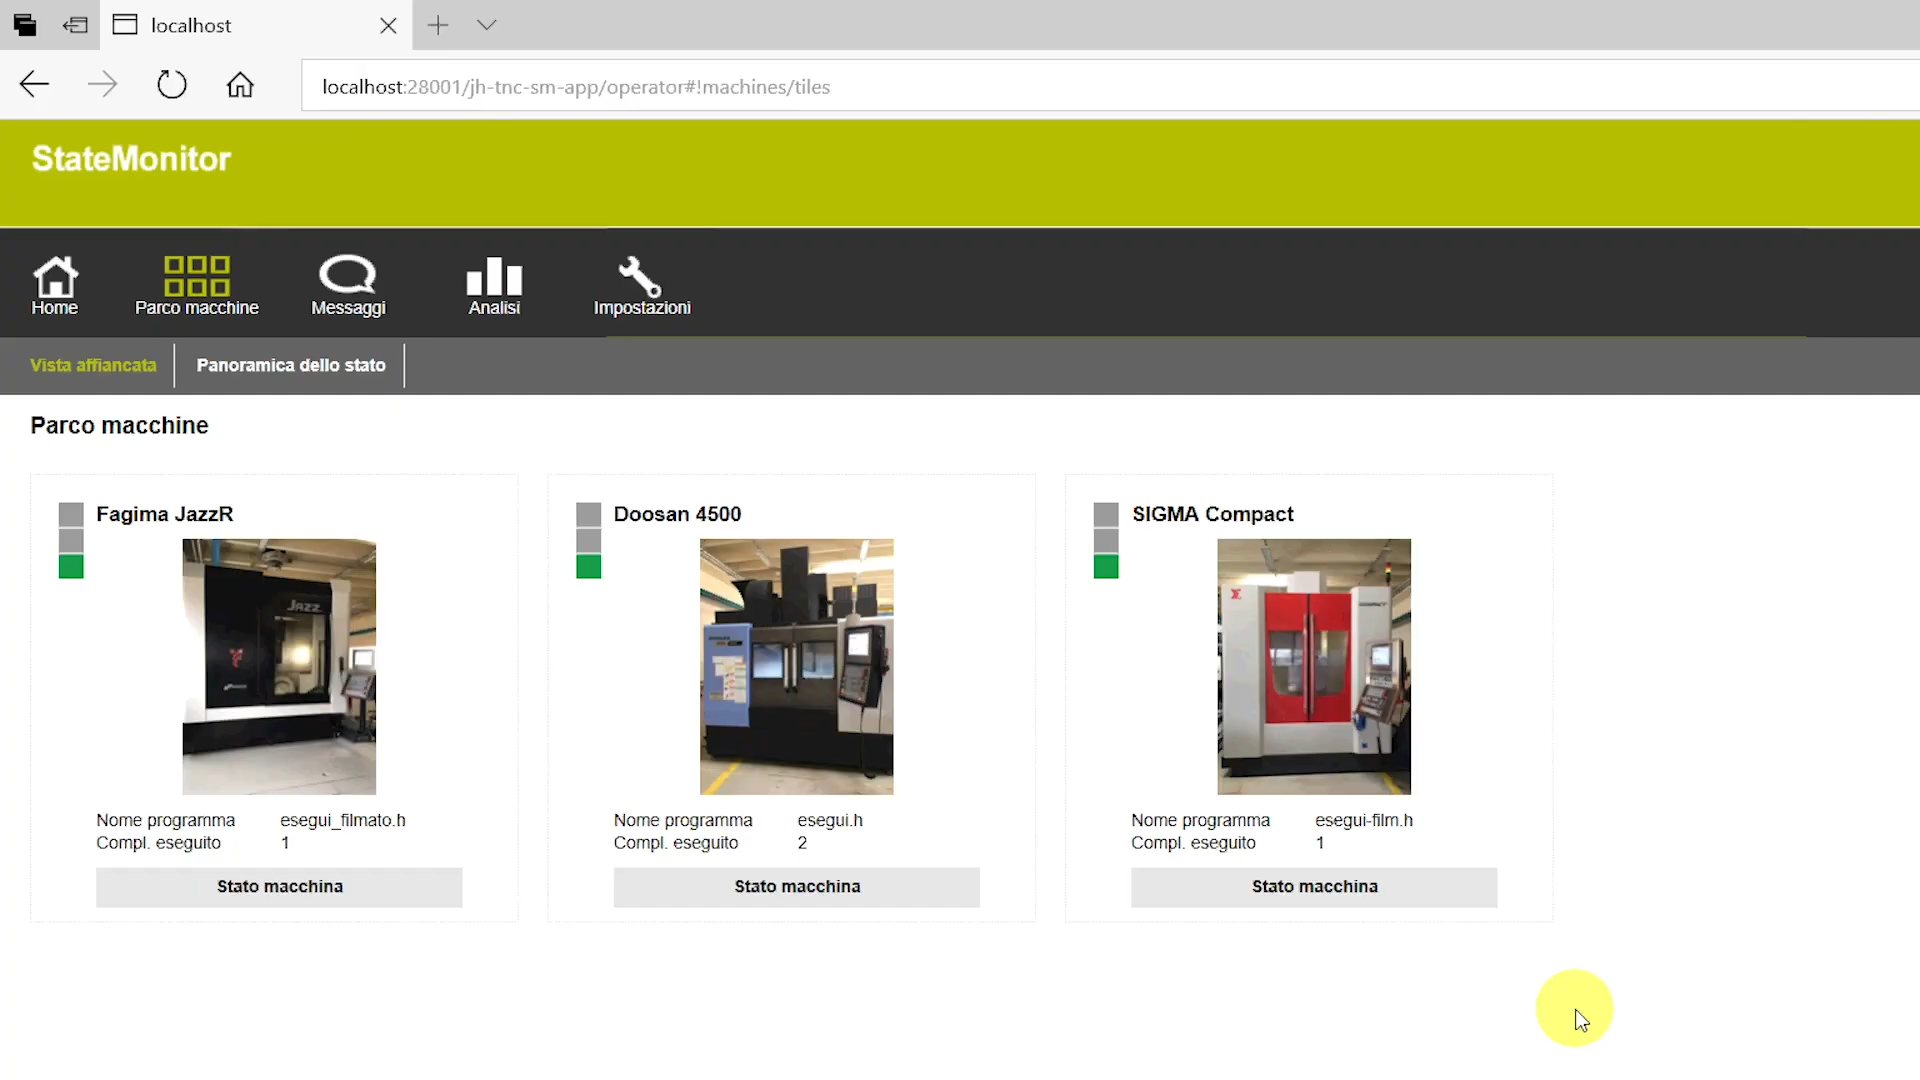 localhost
localhost:28001/jh-tnc-sm-app/operator#!machines/tiles
StateMonitor
Home
Parco macchine
Messaggi
Analisi
Impostazioni
Vista affiancata
Panoramica dello stato
Parco macchine
Fagima JazzR
JAZZ
Nome programma esegui_filmato.h
Compl. eseguito 1
Stato macchina
Doosan 4500
Nome programma esegui.h
Compl. eseguito 2
Stato macchina
SIGMA Compact
Nome programma esegui-film.h
Compl. eseguito 1
Stato macchina